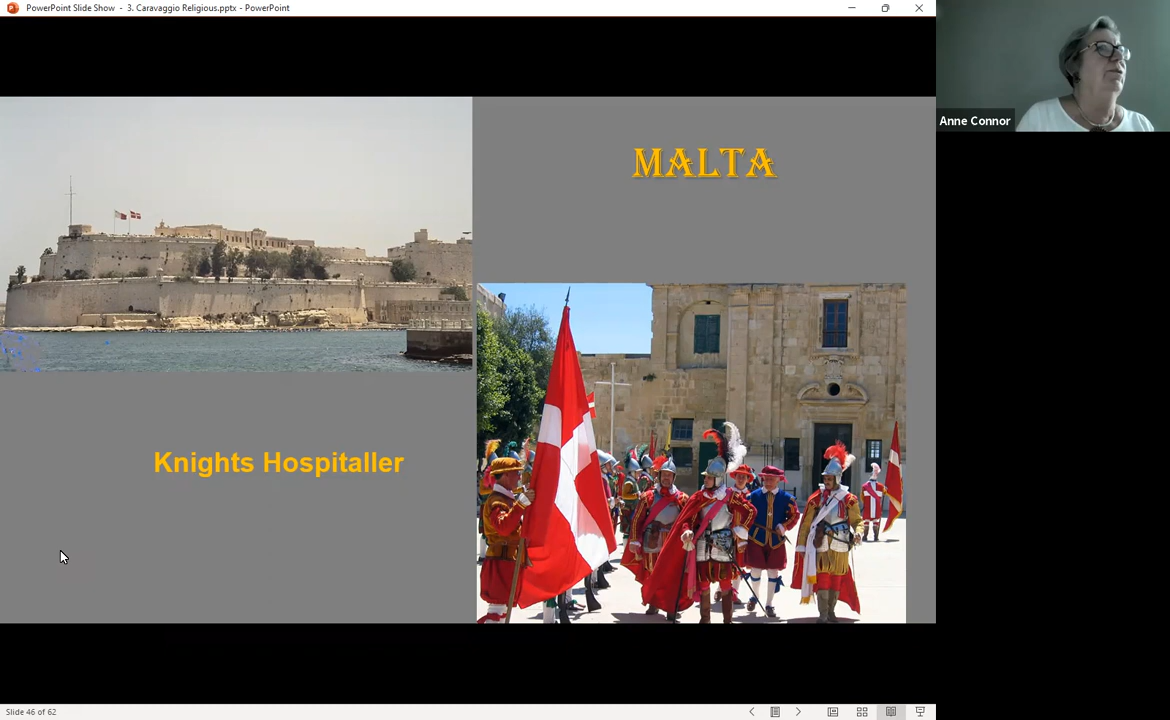 PowerPoint Slide Show - 3. Caravaggio Religious.pptx - PowerPoint
Anne Connor
MALTA
Knights Hospitaller
Slide 46 of 62